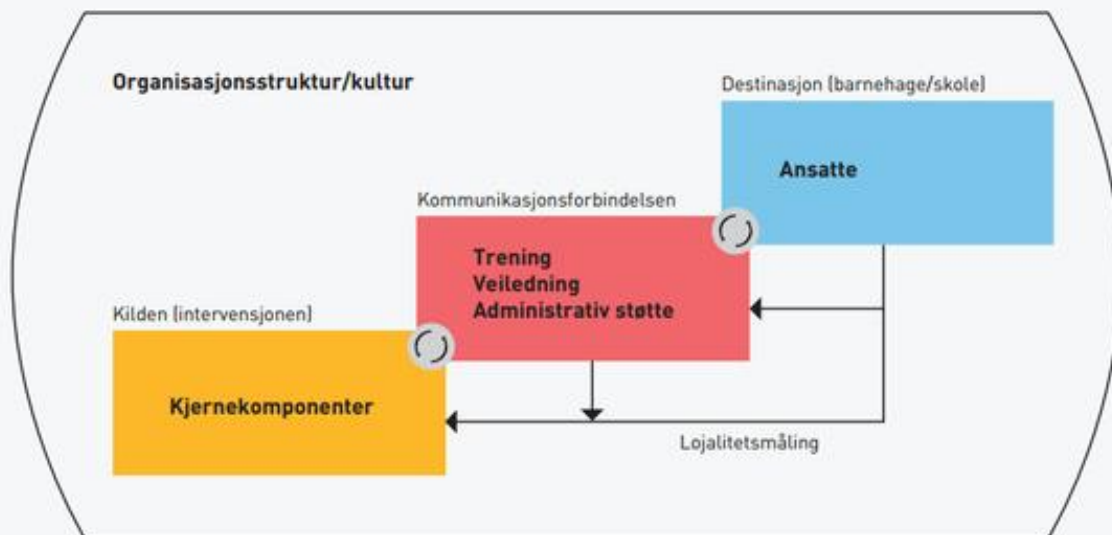 Organisasjonsstruktur/kultur
Destinasjon (barnehage/skole)
Ansatte
Kommunikasjonsforbindelsen
Trening
Veiledning
Administrativ støtte
Kilden (intervensjonen)
Kjernekomponenter
Lojalitetsmåling